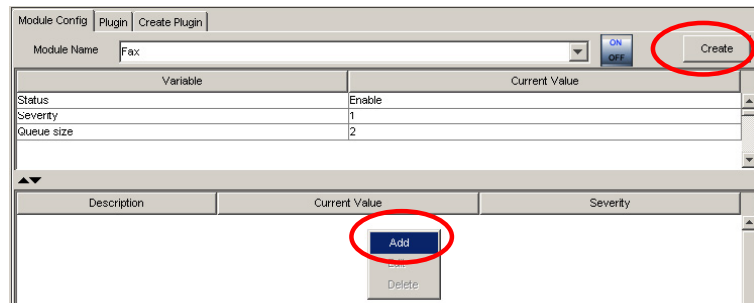 Module Config Plugin Create Plugin
Module Name Fax ON OFF Create
Variable Current Value
Status Enable
Severity 1
Queue size 2
Description Current Value Severity
Add
Edit
Delete